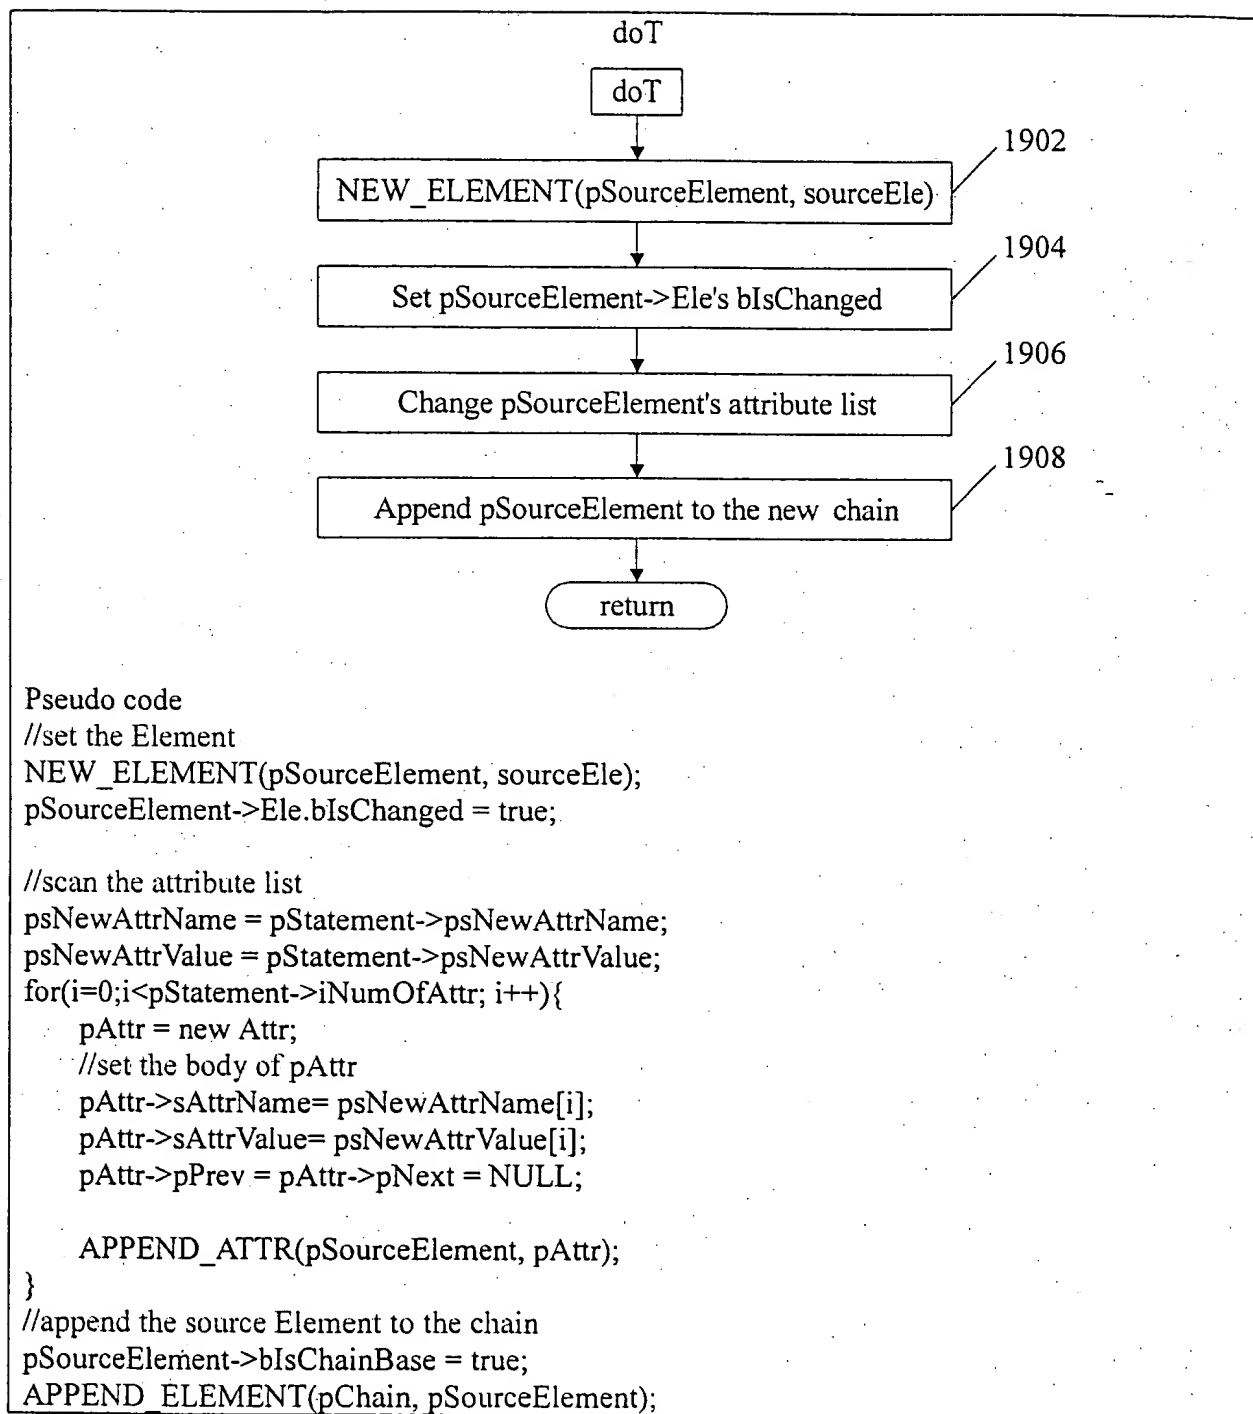 doT
doT
1902
NEW_ELEMENT(pSourceElement, sourceEle)
1904
Set pSourceElement->Ele's bIsChanged
1906
Change pSourceElement's attribute list
1908
Append pSourceElement to the new chain
return
Pseudo code
//set the Element
NEW_ELEMENT(pSourceElement, sourceEle);
pSourceElement->Ele.bIsChanged = true;
//scan the attribute list
psNewAttrName = pStatement->psNewAttrName;
psNewAttrValue = pStatement->psNewAttrValue;
for(i=0;i<pStatement->iNumOfAttr; i++){
pAttr = new Attr;
//set the body of pAttr
pAttr->sAttrName= psNewAttrName[i];
pAttr->sAttrValue= psNewAttrValue[i];
pAttr->pPrev = pAttr->pNext = NULL;
APPEND_ATTR(pSourceElement, pAttr);
}
//append the source Element to the chain
pSourceElement->bIsChainBase = true;
APPEND_ELEMENT(pChain, pSourceElement);